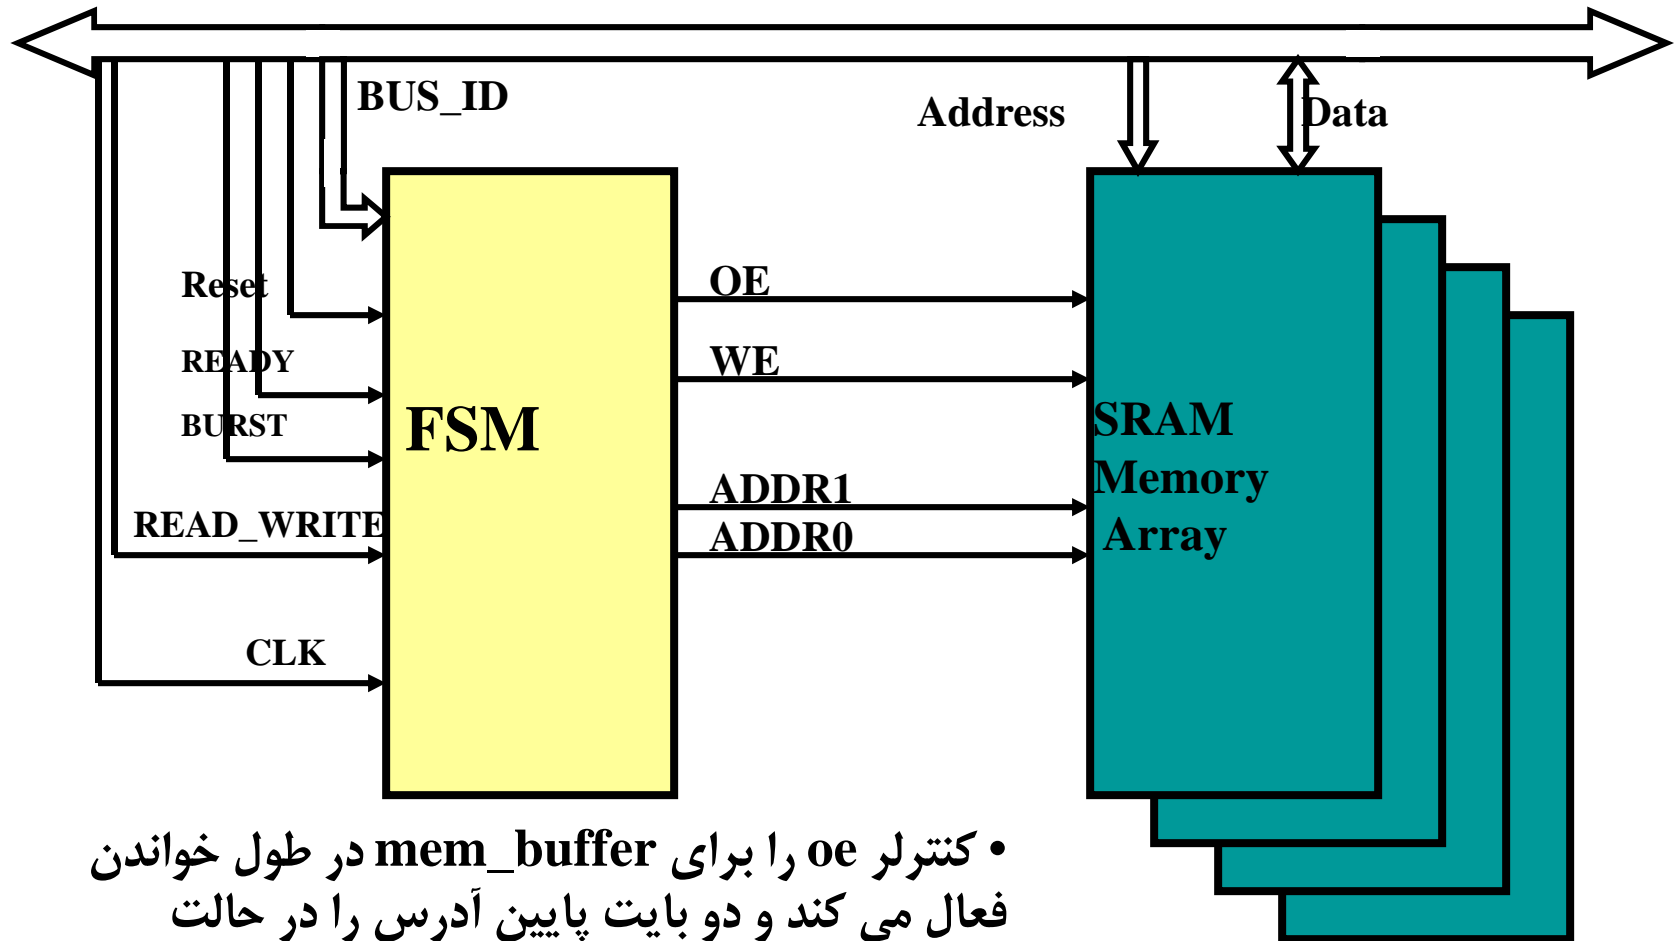 BUS_ID
Address
Data
Reset
OE
READY
WE
BURST
FSM
SRAM
Memory
Array
ADDR1
READ_WRITE
ADDR0
CLK
• کنترلر oe را برای mem_buffer در طول خواندن
فعال می کند و دو بایت پایین آدرس را در حالت